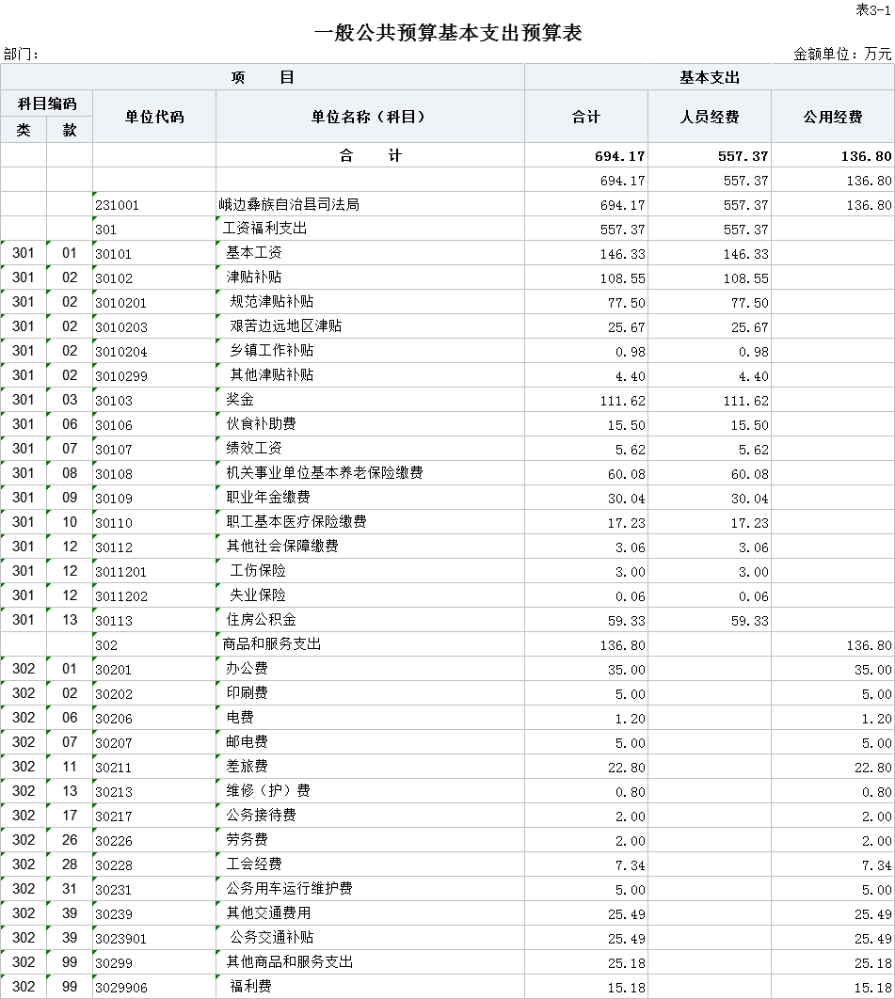 表3-1
一般公共预算基本支出预算表
部门： 金额单位：万元
项 目 基本支出
科目编码 单位代码 单位名称（科目） 合计 人员经费 公用经费
类 款
合 计 694.17 557.37 136.80
694.17 557.37 136.80
231001 峨边彝族自治县司法局 694.17 557.37 136.80
301 工资福利支出 557.37 557.37
301 01 30101 基本工资 146.33 146.33
301 02 30102 津贴补贴 108.55 108.55
301 02 3010201 规范津贴补贴 77.50 77.50
301 02 3010203 艰苦边远地区津贴 25.67 25.67
301 02 3010204 乡镇工作补贴 0.98 0.98
301 02 3010299 其他津贴补贴 4.40 4.40
301 03 30103 奖金 111.62 111.62
301 06 30106 伙食补助费 15.50 15.50
301 07 30107 绩效工资 5.62 5.62
301 08 30108 机关事业单位基本养老保险缴费 60.08 60.08
301 09 30109 职业年金缴费 30.04 30.04
301 10 30110 职工基本医疗保险缴费 17.23 17.23
301 12 30112 其他社会保障缴费 3.06 3.06
301 12 3011201 工伤保险 3.00 3.00
301 12 3011202 失业保险 0.06 0.06
301 13 30113 住房公积金 59.33 59.33
302 商品和服务支出 136.80 136.80
302 01 30201 办公费 35.00 35.00
302 02 30202 印刷费 5.00 5.00
302 06 30206 电费 1.20 1.20
302 07 30207 邮电费 5.00 5.00
302 11 30211 差旅费 22.80 22.80
302 13 30213 维修（护）费 0.80 0.80
302 17 30217 公务接待费 2.00 2.00
302 26 30226 劳务费 2.00 2.00
302 28 30228 工会经费 7.34 7.34
302 31 30231 公务用车运行维护费 5.00 5.00
302 39 30239 其他交通费用 25.49 25.49
302 39 3023901 公务交通补贴 25.49 25.49
302 99 30299 其他商品和服务支出 25.18 25.18
302 99 3029906 福利费 15.18 15.18